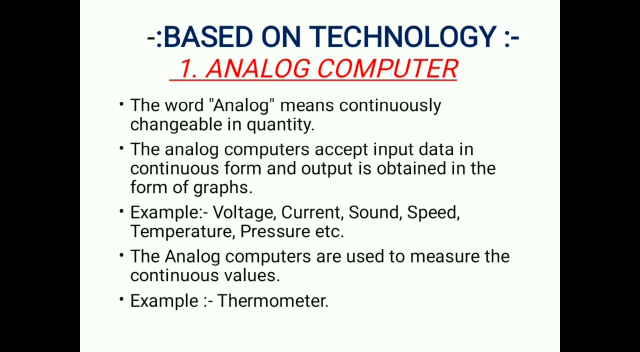 -:BASED ON TECHNOLOGY :-
1. ANALOG COMPUTER
• The word "Analog" means continuously
changeable in quantity.
• The analog computers accept input data in
continuous form and output is obtained in the
form of graphs.
• Example:- Voltage, Current, Sound, Speed,
Temperature, Pressure etc.
• The Analog computers are used to measure the
continuous values.
• Example :- Thermometer.